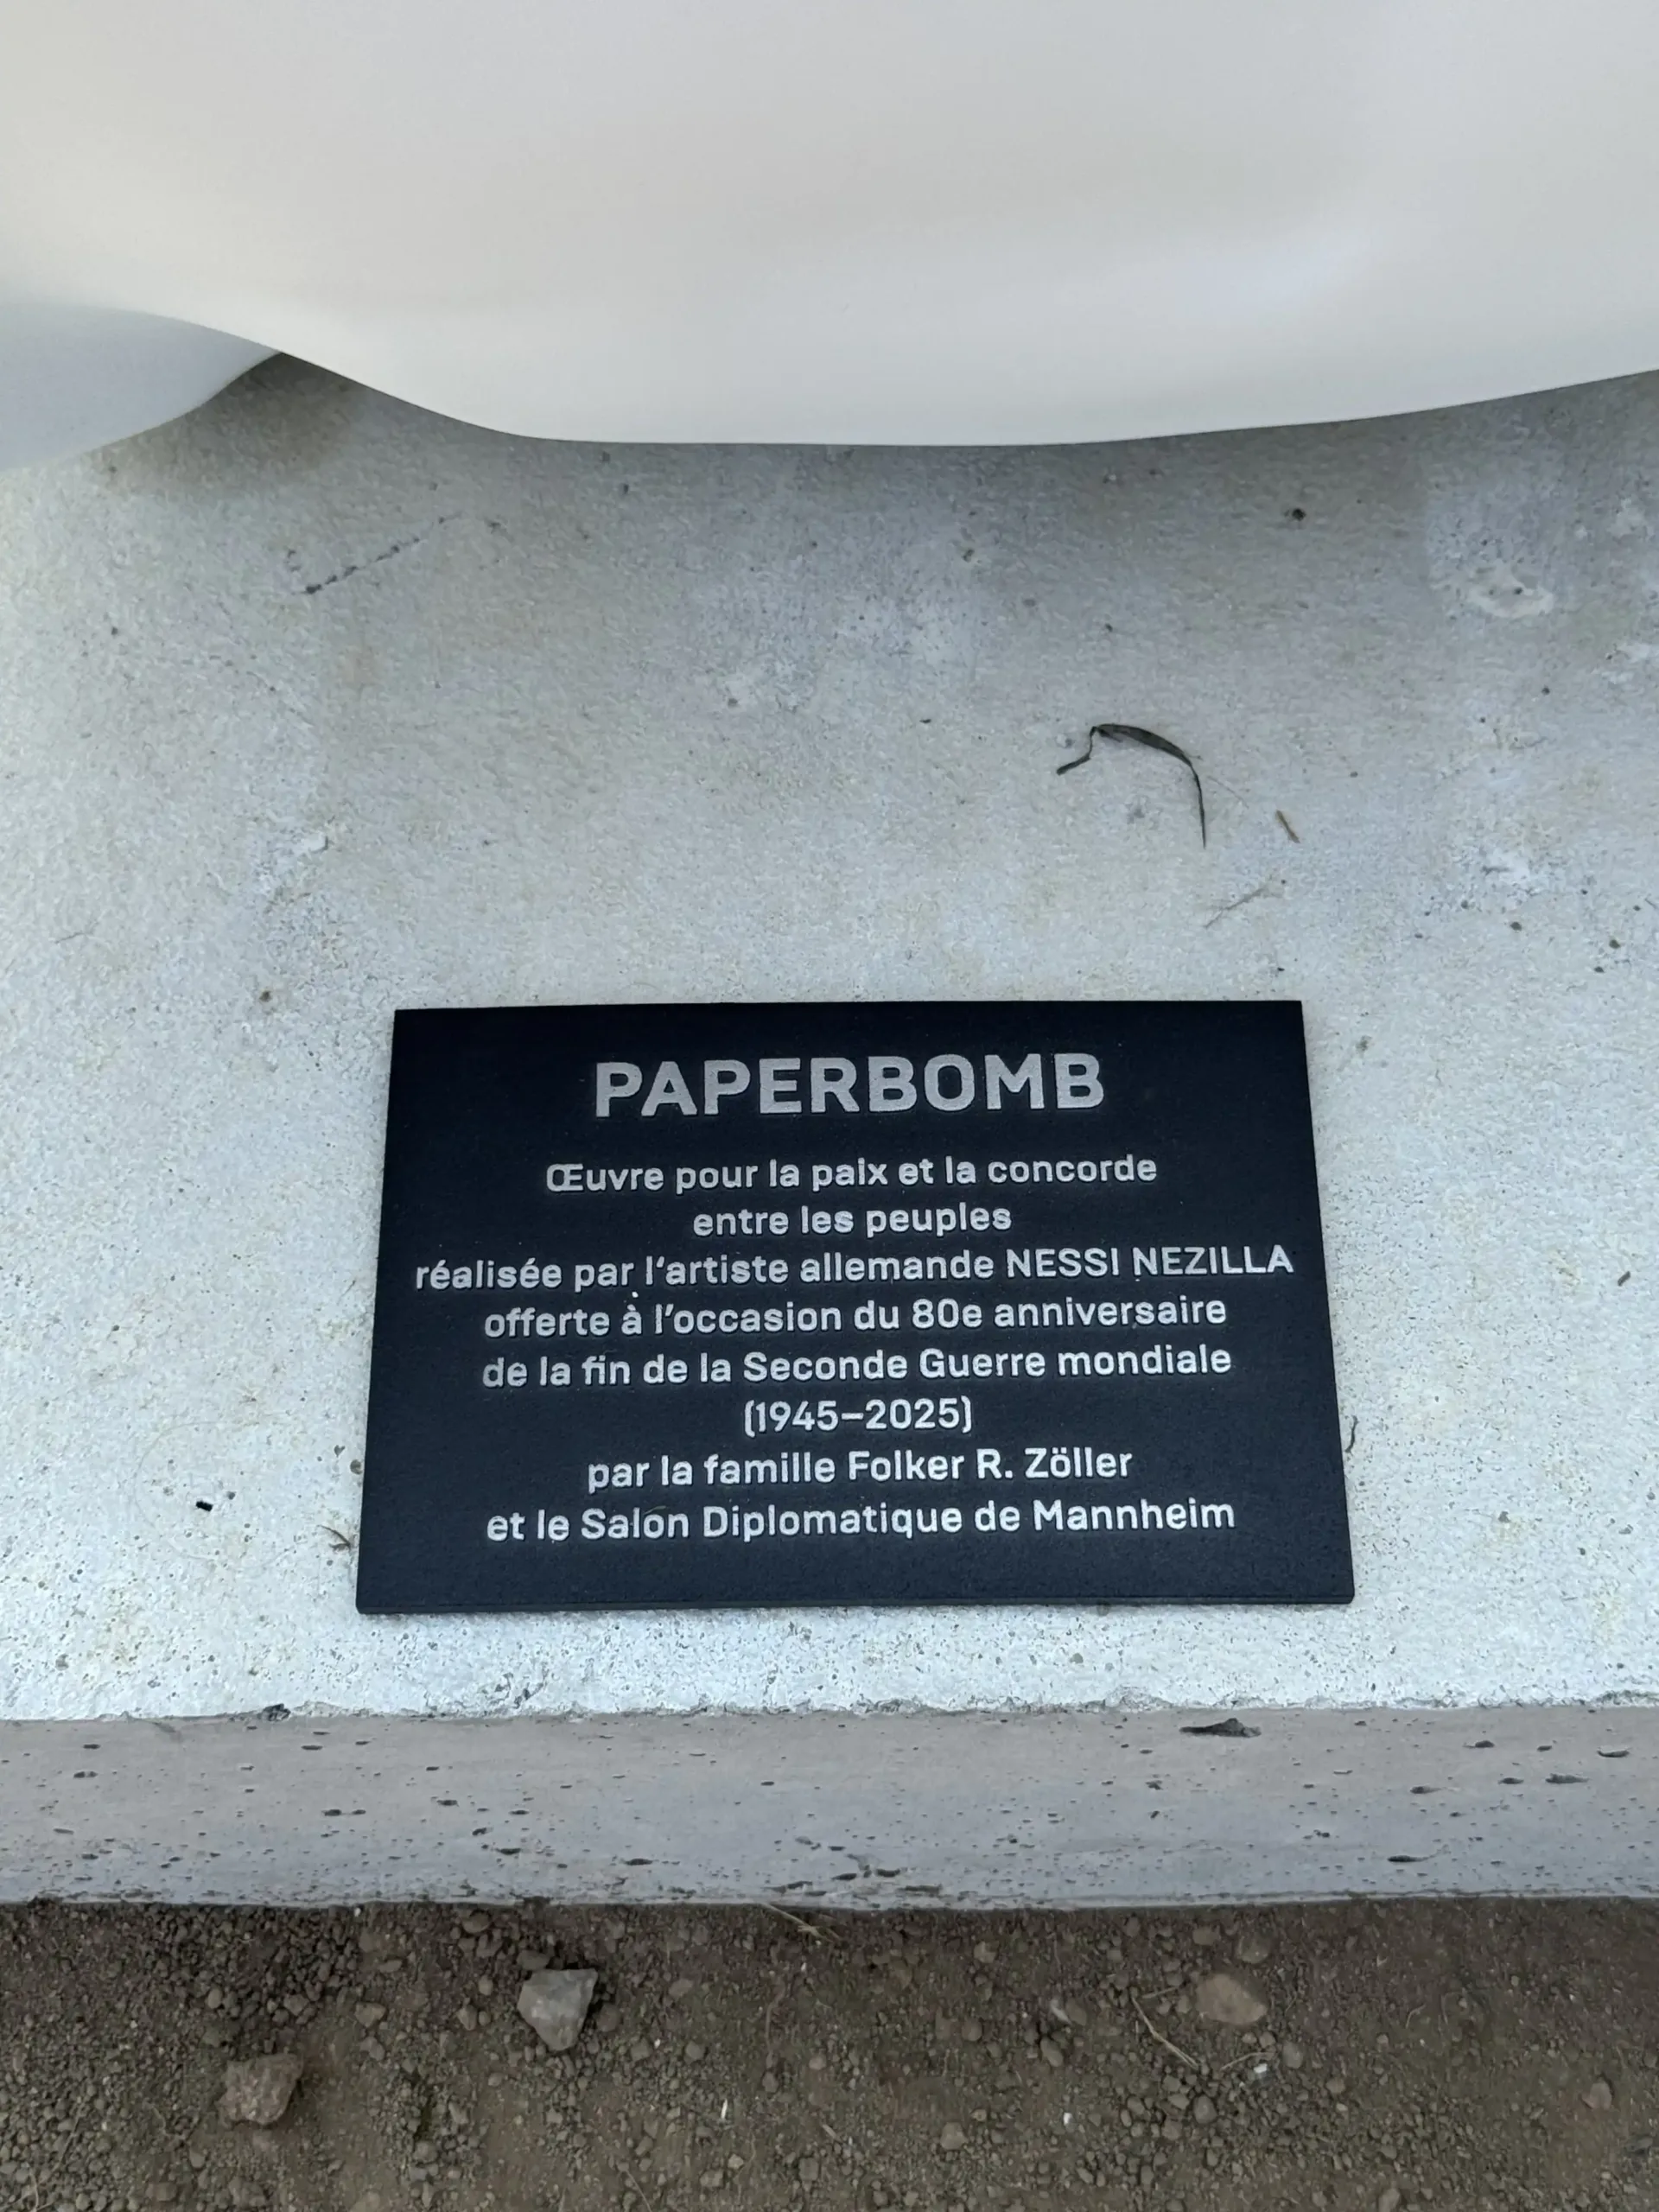 PAPERBOMB
Œuvre pour la paix et la concorde
entre les peuples
réalisée par l‘artiste allemande NESSI NEZILLA
offerte à l’occasion du 80e anniversaire
de la fin de la Seconde Guerre mondiale
(1945–2025)
par la famille Folker R. Zöller
et le Salon Diplomatique de Mannheim